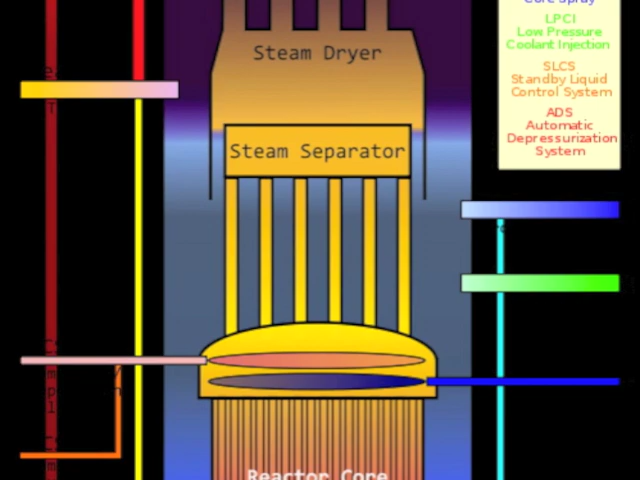 Core Spray
LPCI
Low Pressure
Coolant Injection
SLCS
Standby Liquid
Control System
ADS
Automatic
Depressurization
System
Steam Dryer
Steam Separator
Reactor Core